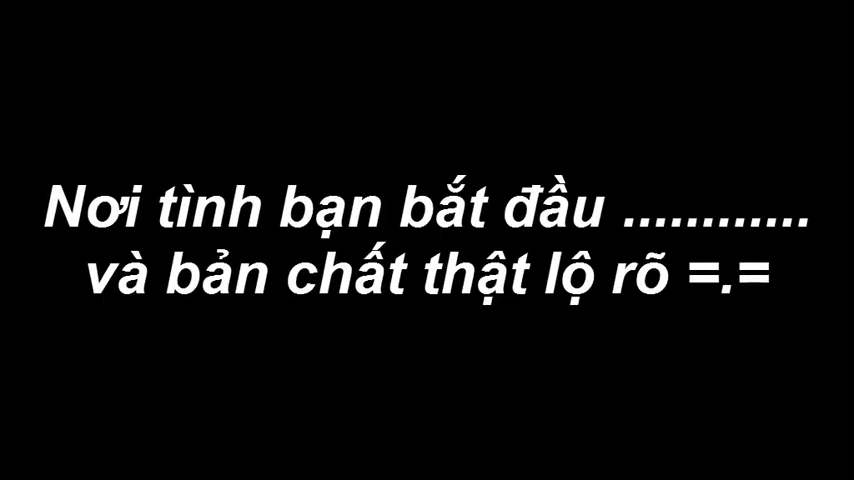 Nơi tình bạn bắt đầu ............
và bản chất thật lộ rõ =.=